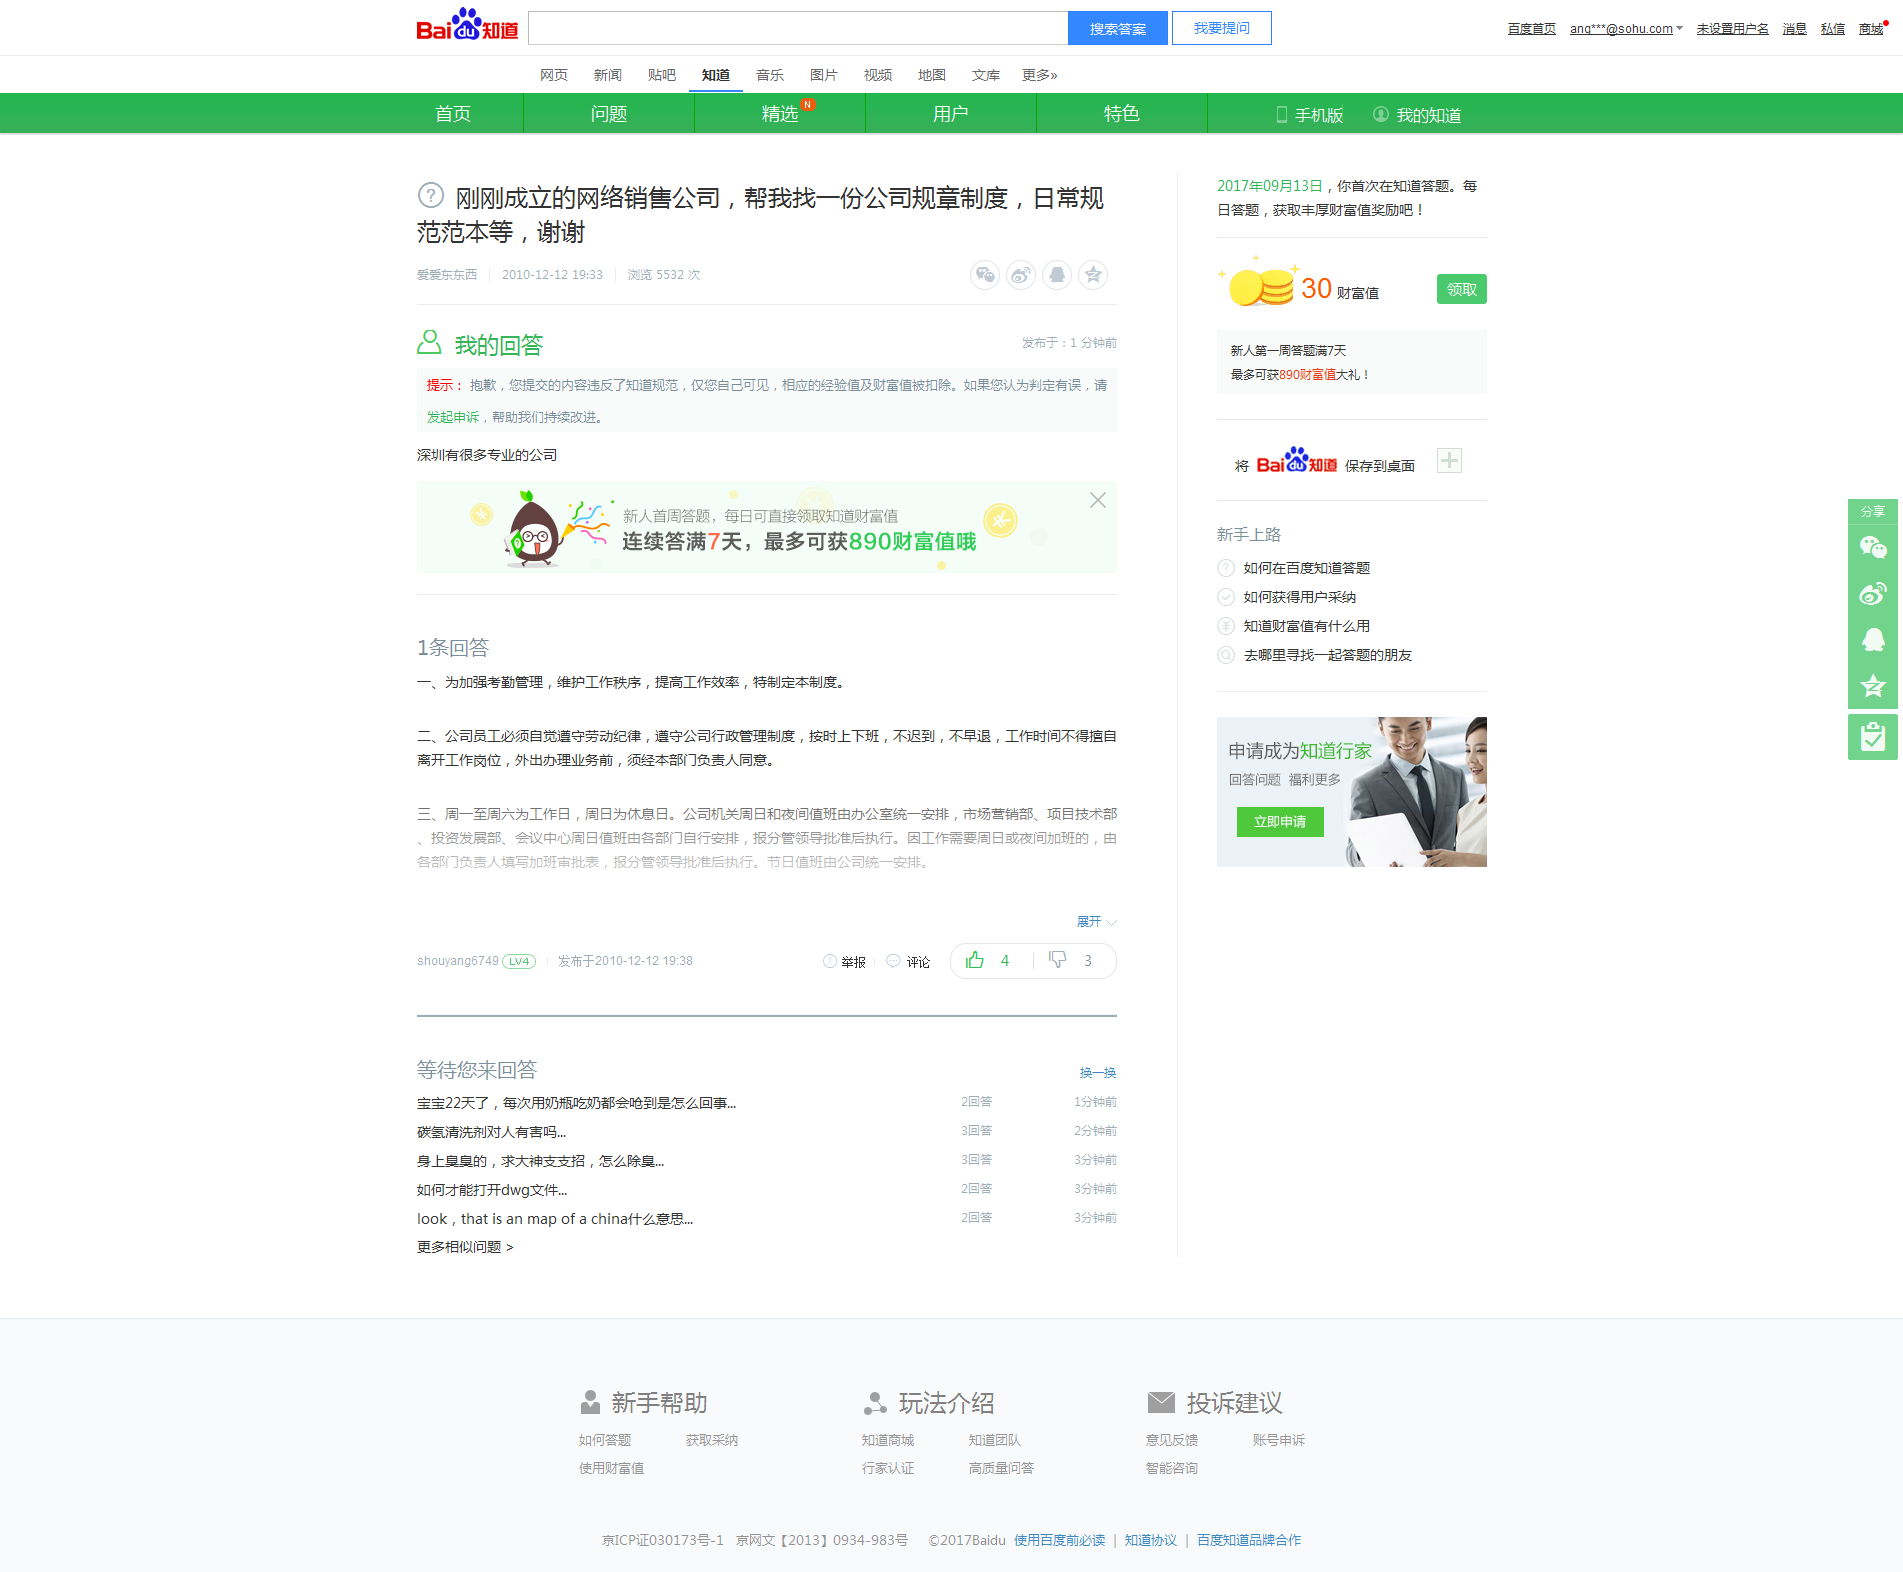 Baidu知道
搜索答案
我要提问
百度首页 ang***@sohu.com 未设置用户名 消息 私信 商城
网页 新闻 贴吧 知道 音乐 图片 视频 地图 文库 更多»
首页 问题 精选 N 用户 特色 手机版 我的知道
刚刚成立的网络销售公司，帮我找一份公司规章制度，日常规
范范本等，谢谢
爱爱东东西 2010-12-12 19:33 浏览 5532 次
我的回答
发布于：1 分钟前
提示： 抱歉，您提交的内容违反了知道规范，仅您自己可见，相应的经验值及财富值被扣除。如果您认为判定有误，请
发起申诉，帮助我们持续改进。
深圳有很多专业的公司
新人首周答题，每日可直接领取知道财富值
连续答满7天，最多可获890财富值哦
1条回答
一、为加强考勤管理，维护工作秩序，提高工作效率，特制定本制度。
二、公司员工必须自觉遵守劳动纪律，遵守公司行政管理制度，按时上下班，不迟到，不早退，工作时间不得擅自
离开工作岗位，外出办理业务前，须经本部门负责人同意。
三、周一至周六为工作日，周日为休息日。公司机关周日和夜间值班由办公室统一安排，市场营销部、项目技术部
、投资发展部、会议中心周日值班由各部门自行安排，报分管领导批准后执行。因工作需要周日或夜间加班的，由
各部门负责人填写加班审批表，报分管领导批准后执行。节日值班由公司统一安排。
展开
shouyang6749 LV4 发布于2010-12-12 19:38
举报 评论 4 3
等待您来回答
换一换
宝宝22天了，每次用奶瓶吃奶都会呛到是怎么回事... 2回答 1分钟前
碳氢清洗剂对人有害吗... 3回答 2分钟前
身上臭臭的，求大神支支招，怎么除臭... 3回答 3分钟前
如何才能打开dwg文件... 2回答 3分钟前
look，that is an map of a china什么意思... 2回答 3分钟前
更多相似问题 >
2017年09月13日，你首次在知道答题。每
日答题，获取丰厚财富值奖励吧！
30 财富值
领取
新人第一周答题满7天
最多可获890财富值大礼！
将 Baidu知道 保存到桌面
新手上路
如何在百度知道答题
如何获得用户采纳
知道财富值有什么用
去哪里寻找一起答题的朋友
申请成为知道行家
回答问题 福利更多
立即申请
分享
新手帮助
如何答题 获取采纳
使用财富值
玩法介绍
知道商城 知道团队
行家认证 高质量问答
投诉建议
意见反馈 账号申诉
智能咨询
京ICP证030173号-1 京网文【2013】0934-983号 ©2017Baidu 使用百度前必读 | 知道协议 | 百度知道品牌合作